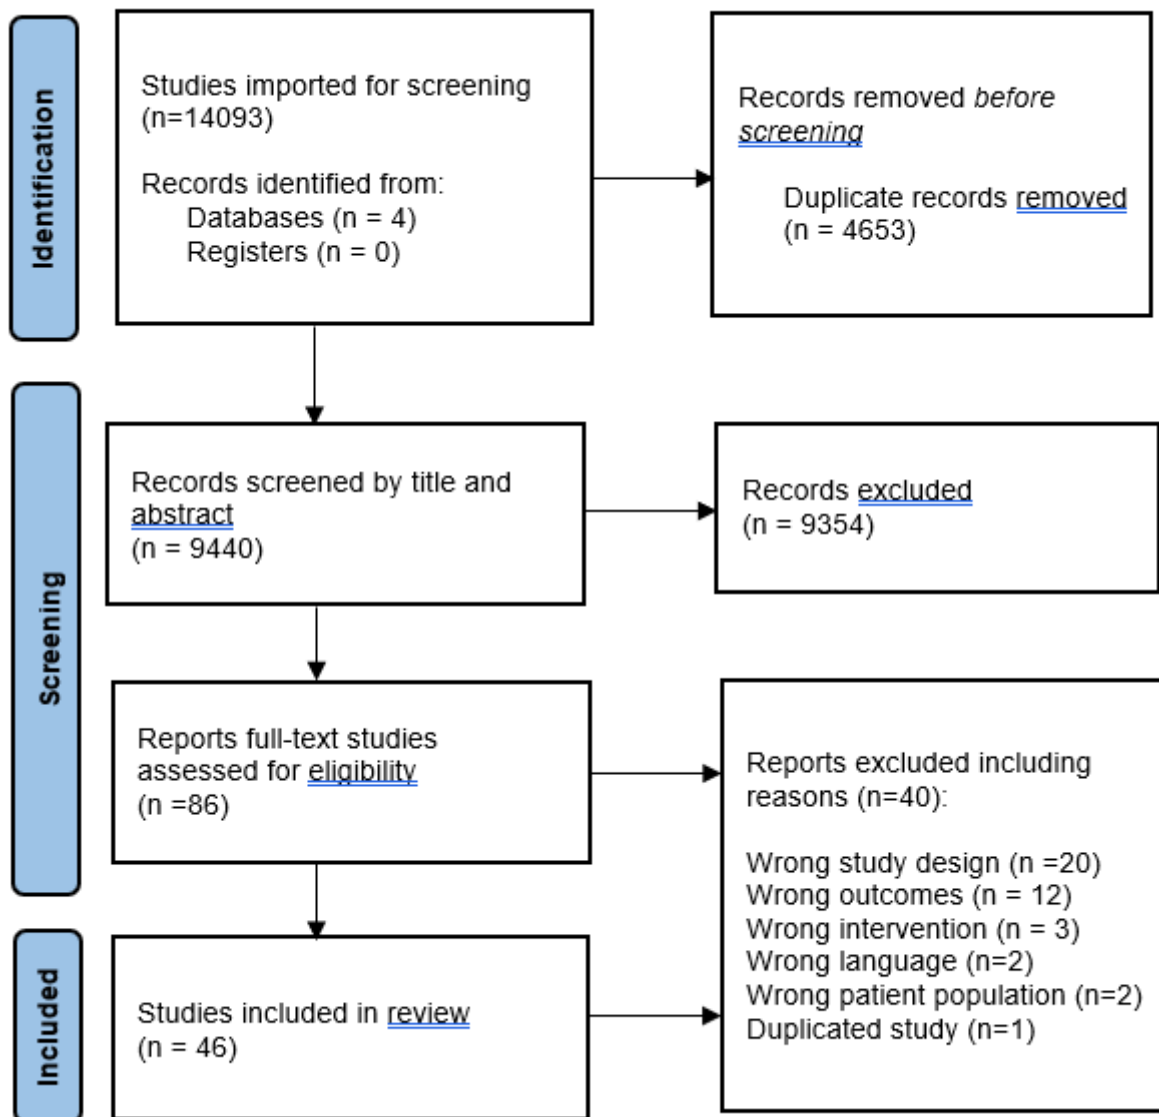 Identification
Studies imported for screening
(n=14093)
Records identified from:
Databases (n = 4)
Registers (n = 0)
Records removed before
screening
Duplicate records removed
(n = 4653)
Screening
Records screened by title and
abstract
(n = 9440)
Records excluded
(n = 9354)
Reports full-text studies
assessed for eligibility
(n =86)
Reports excluded including
reasons (n=40):
Wrong study design (n =20)
Wrong outcomes (n = 12)
Wrong intervention (n = 3)
Wrong language (n=2)
Wrong patient population (n=2)
Duplicated study (n=1)
Included
Studies included in review
(n = 46)